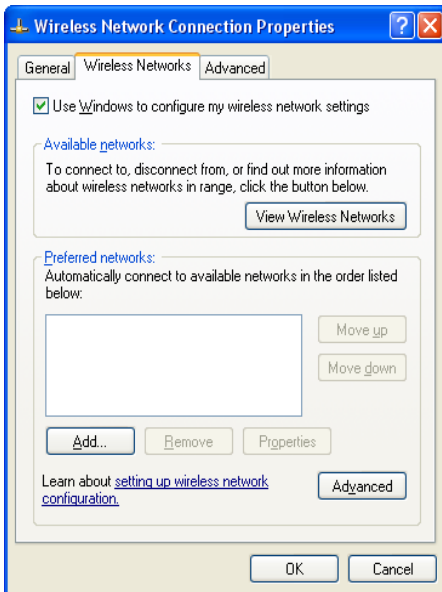 Wireless Network Connection Properties
General Wireless Networks Advanced
Use Windows to configure my wireless network settings
Available networks:
To connect to, disconnect from, or find out more information
about wireless networks in range, click the button below.
View Wireless Networks
Preferred networks:
Automatically connect to available networks in the order listed
below:
Move up
Move down
Add... Remove Properties
Learn about setting up wireless network
configuration.
Advanced
OK Cancel